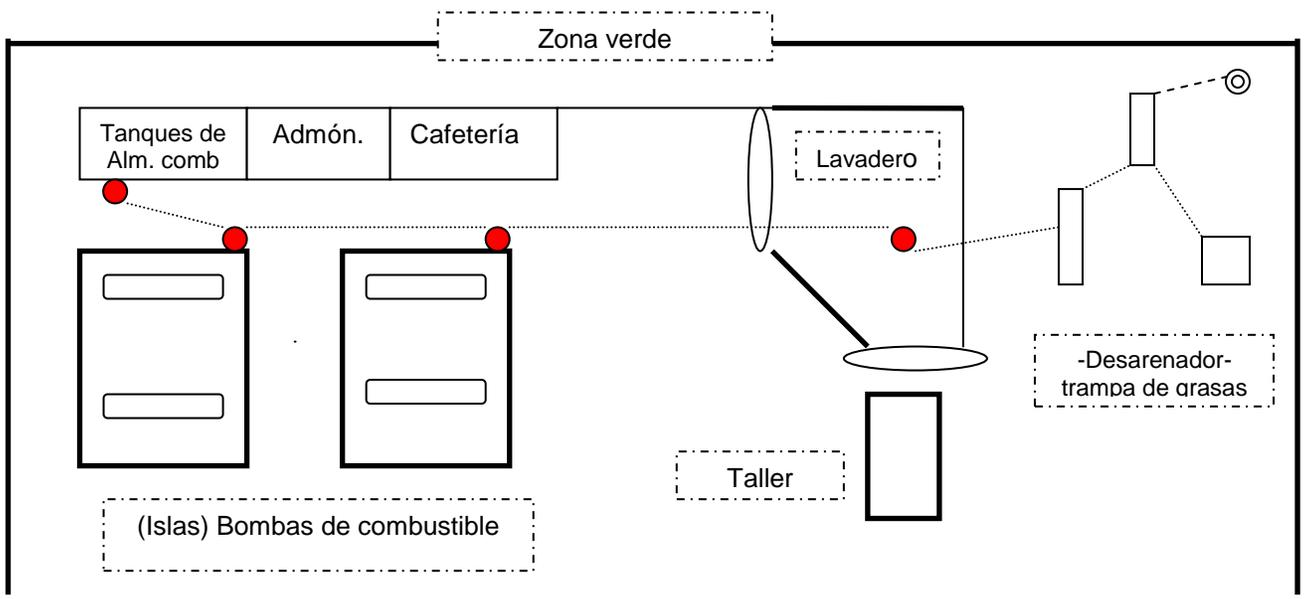 Zona verde
Tanques de
Alm. comb
Admón.
Cafetería
Lavadero
-Desarenador-
trampa de grasas
Taller
(Islas) Bombas de combustible